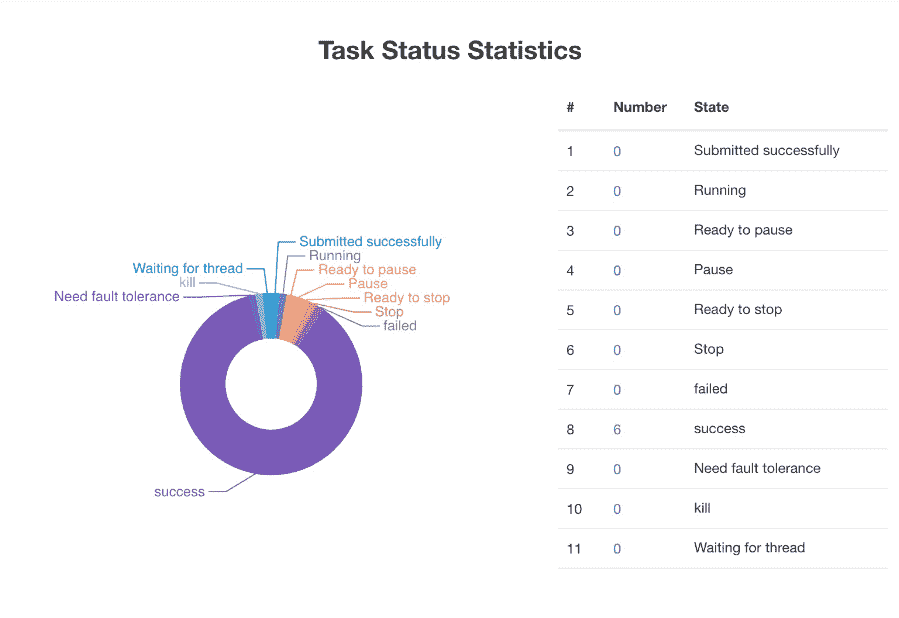 Task Status Statistics
# Number State
1 0 Submitted successfully
2 0 Running
3 0 Ready to pause
4 0 Pause
5 0 Ready to stop
6 0 Stop
7 0 failed
8 6 success
9 0 Need fault tolerance
10 0 kill
11 0 Waiting for thread
Submitted successfully
Running
Waiting for thread
Ready to pause
kill
Pause
Need fault tolerance
Ready to stop
Stop
failed
success